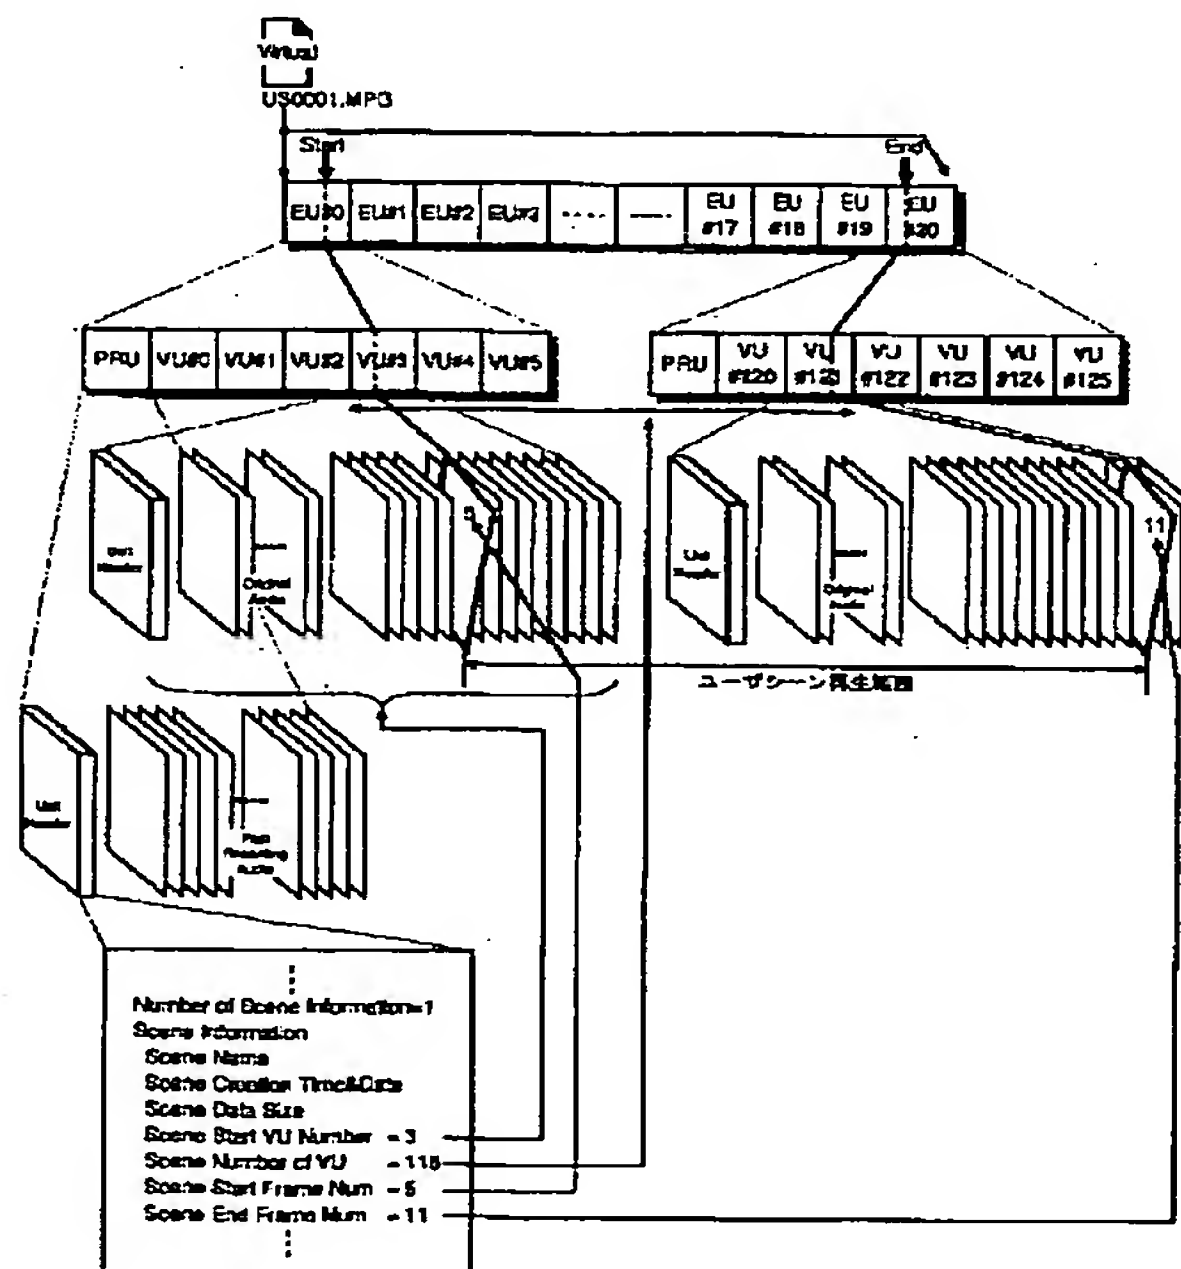 Virtual
US0001.MPG
Start
End
EU#0
EU#1
EU#2
EU#3
EU
#17
EU
#18
EU
#19
EU
#20
PRU
VU#0
VU#1
VU#2
VU#3
VU#4
VU#5
PRU
VU
#120
VU
#121
VU
#122
VU
#123
VU
#124
VU
#125
Unit
Header
Original
Audio
5
Unit
Header
Original
Audio
11
ユーザシーン再生範囲
Unit
Header
Post
Recording
Audio
Number of Scene Information=1
Scene Information
Scene Name
Scene Creation Time&Date
Scene Data Size
Scene Start VU Number = 3
Scene Number of VU = 118
Scene Start Frame Num = 5
Scene End Frame Num = 11